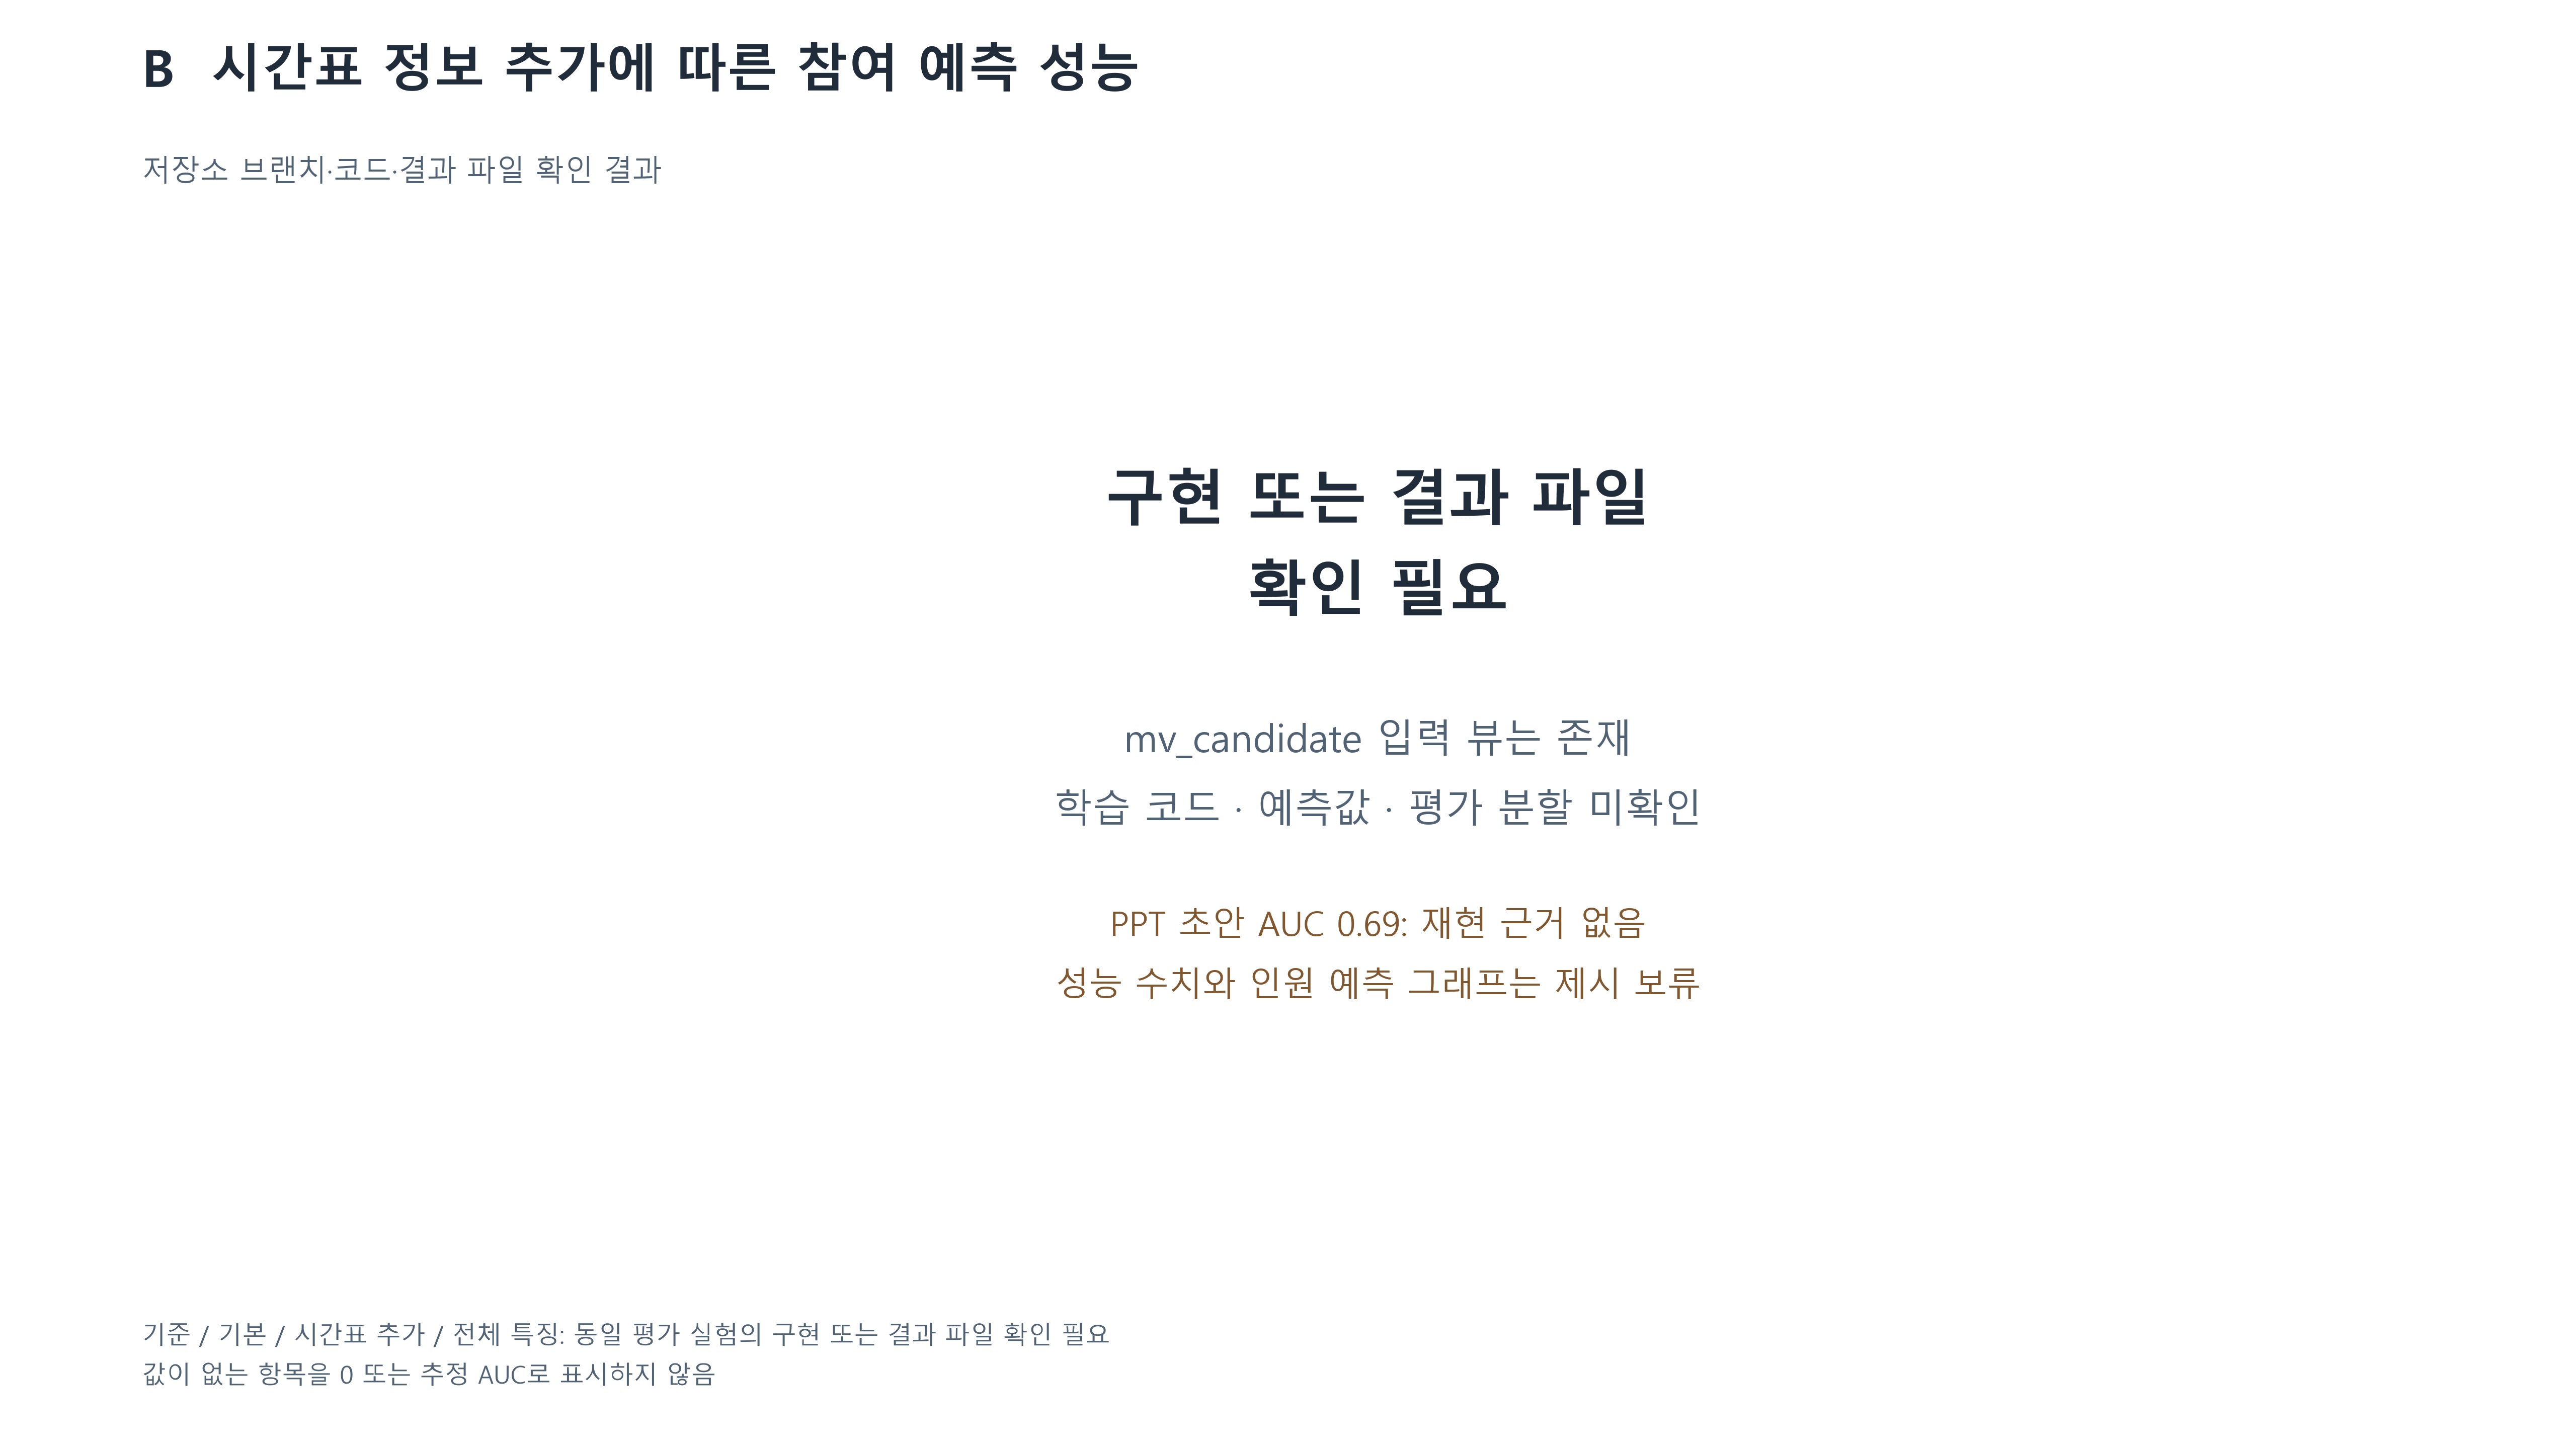 B 시간표 정보 추가에 따른 참여 예측 성능
저장소 브랜치·코드·결과 파일 확인 결과
구현 또는 결과 파일
확인 필요
mv_candidate 입력 뷰는 존재
학습 코드 · 예측값 · 평가 분할 미확인
PPT 초안 AUC 0.69: 재현 근거 없음
성능 수치와 인원 예측 그래프는 제시 보류
기준 / 기본 / 시간표 추가 / 전체 특징: 동일 평가 실험의 구현 또는 결과 파일 확인 필요
값이 없는 항목을 0 또는 추정 AUC로 표시하지 않음